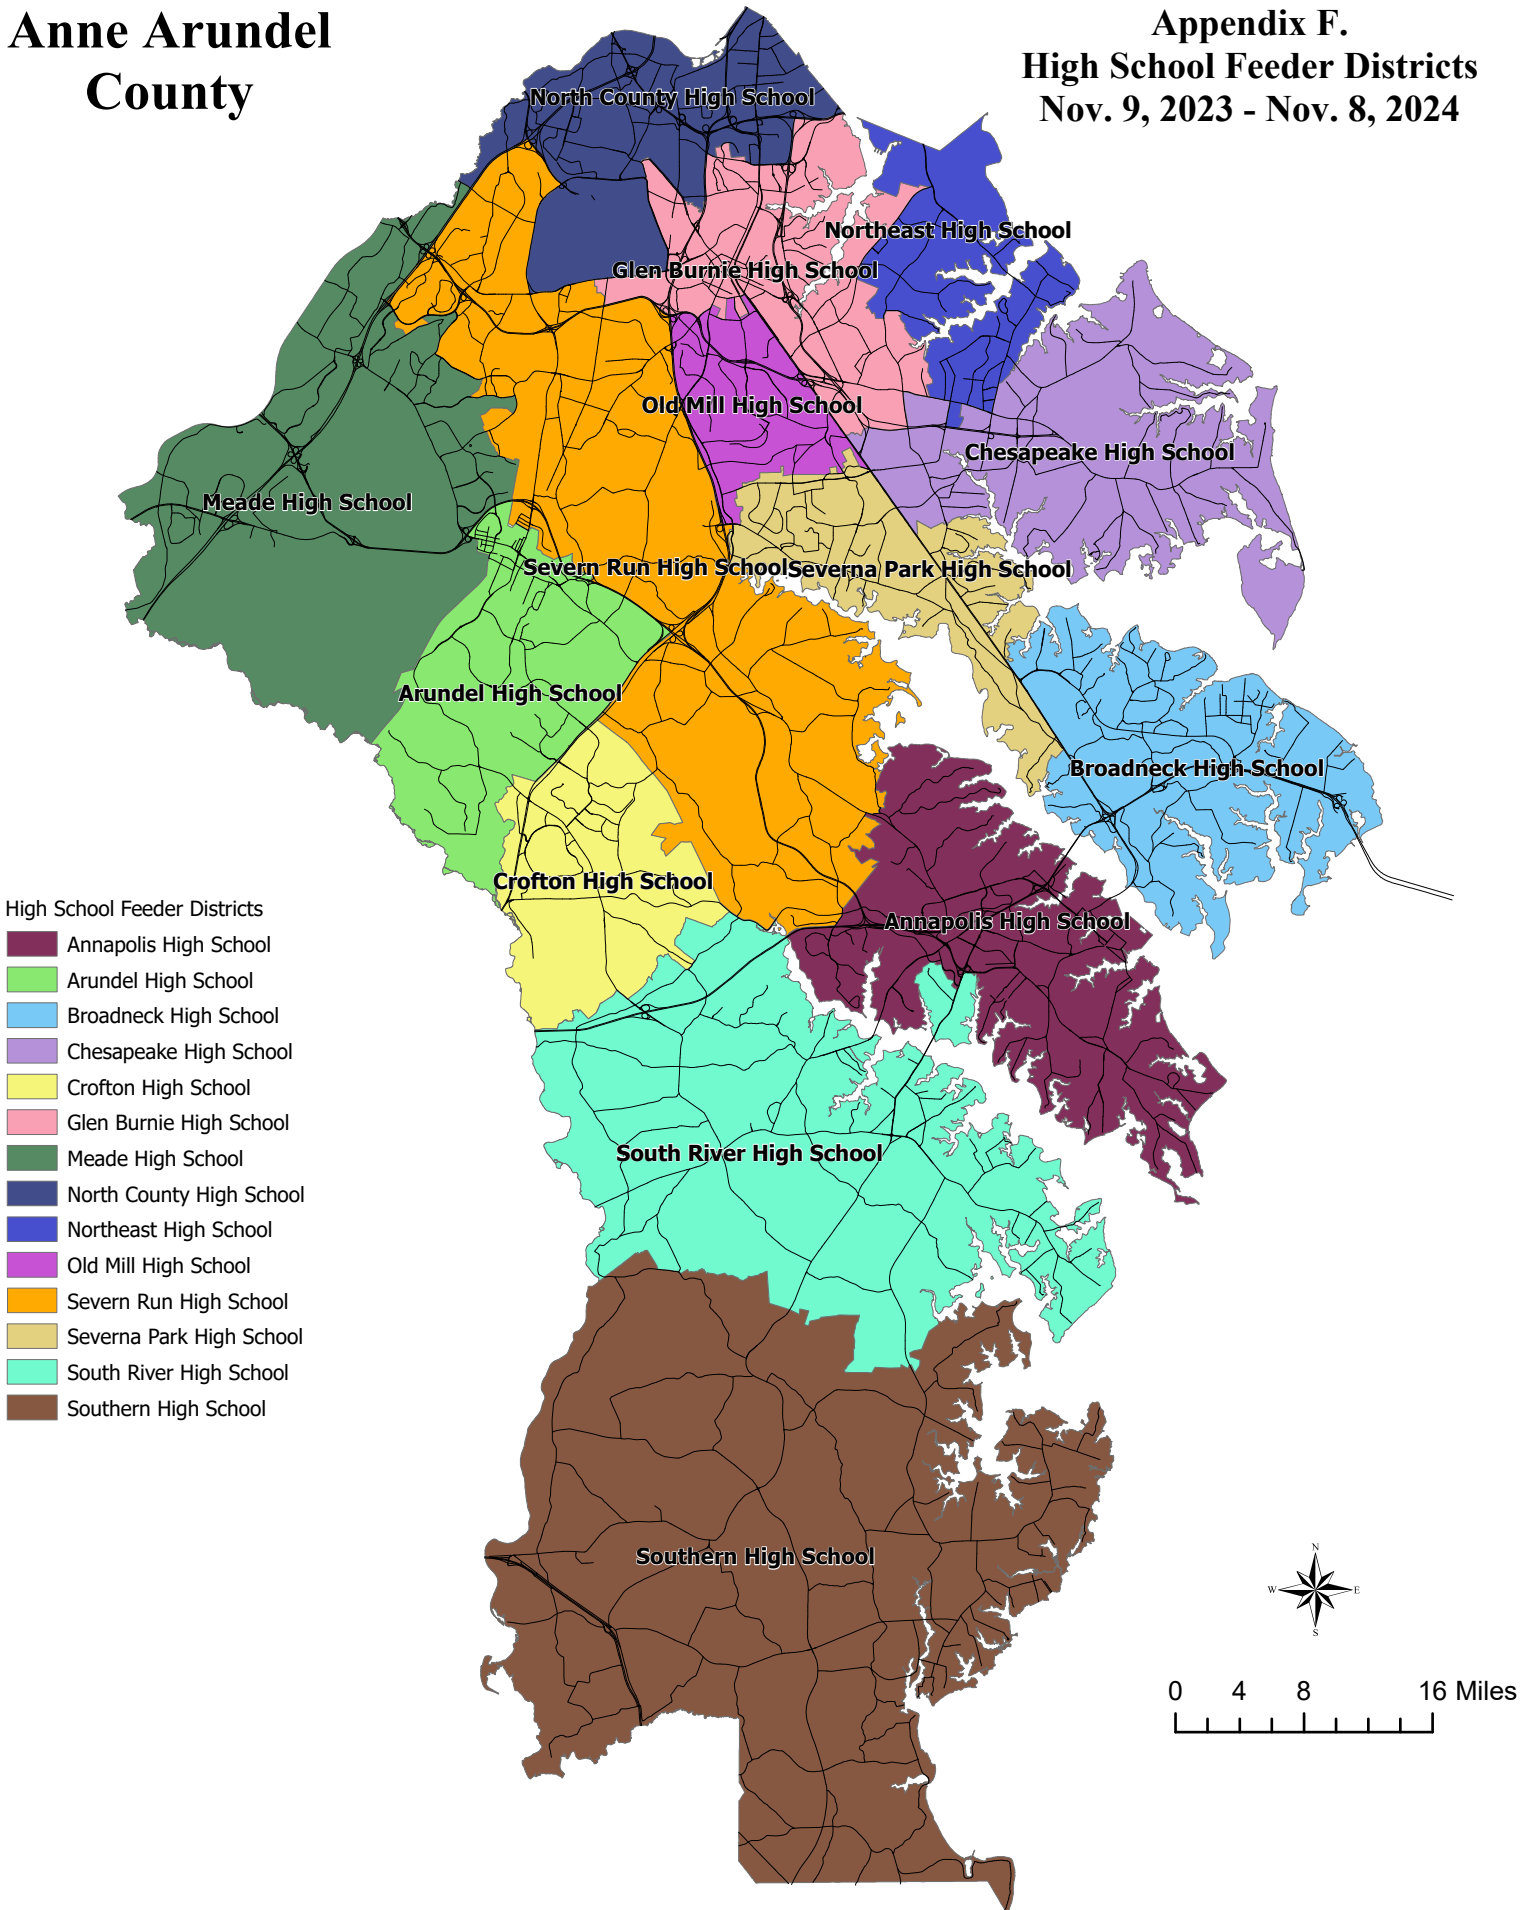 Anne Arundel
County
Appendix F.
High School Feeder Districts
Nov. 9, 2023 - Nov. 8, 2024
North County High School
Northeast High School
Glen Burnie High School
Old Mill High School
Chesapeake High School
Meade High School
Severn Run High School
Severna Park High School
Arundel High School
Broadneck High School
Crofton High School
Annapolis High School
South River High School
Southern High School
High School Feeder Districts
Annapolis High School
Arundel High School
Broadneck High School
Chesapeake High School
Crofton High School
Glen Burnie High School
Meade High School
North County High School
Northeast High School
Old Mill High School
Severn Run High School
Severna Park High School
South River High School
Southern High School
N
W E
S
0 4 8 16 Miles